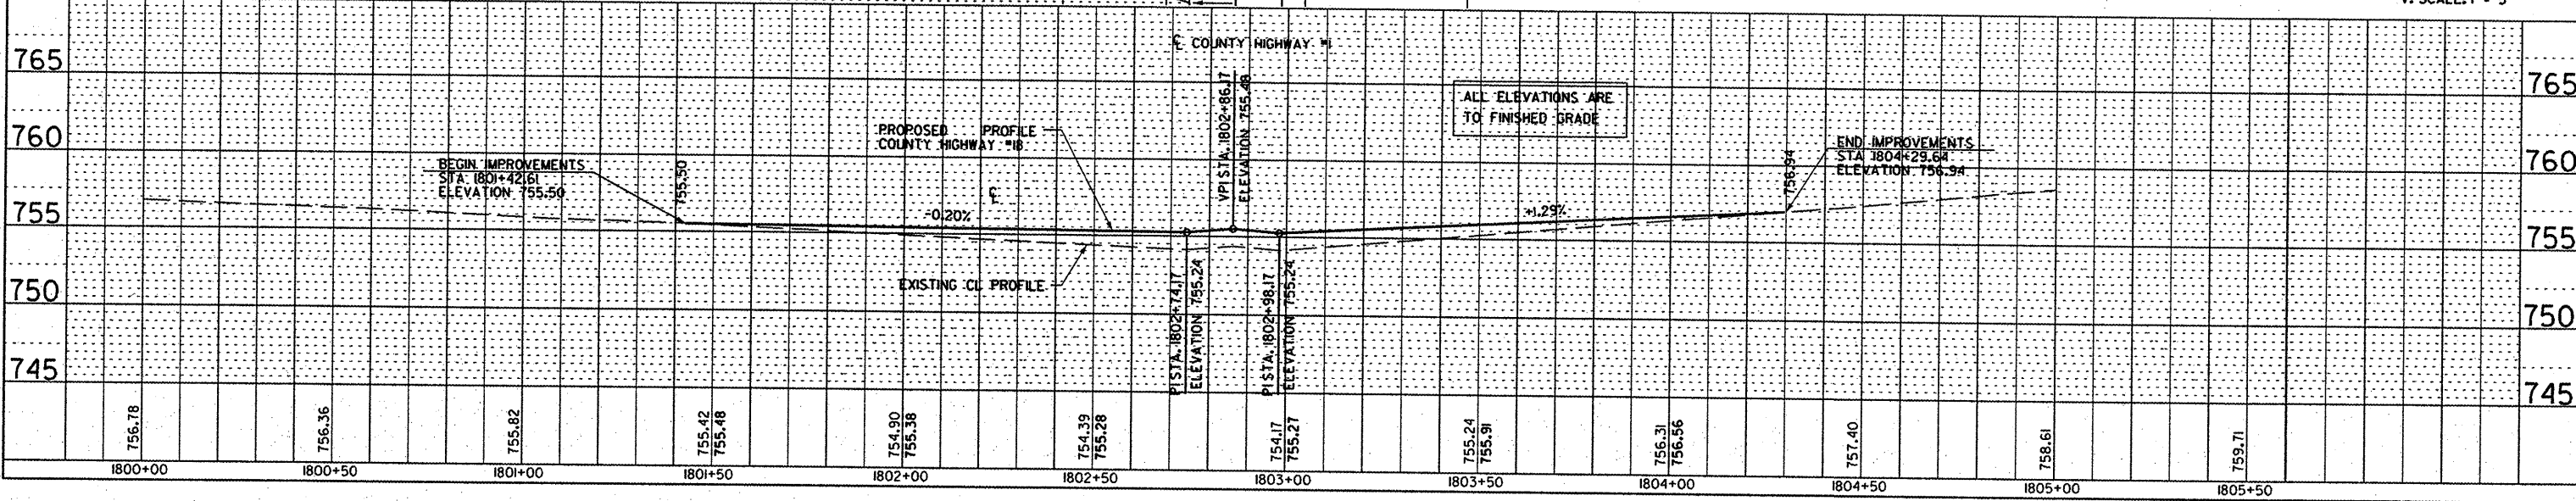 V. SCALE: 1" = 5'
℄ COUNTY HIGHWAY #1
765
765
VPI STA. 1802+86.17
ELEVATION 755.48
ALL ELEVATIONS ARE
TO FINISHED GRADE
PROPOSED PROFILE
COUNTY HIGHWAY #18
760
760
BEGIN IMPROVEMENTS
STA. 1801+42.61
ELEVATION 755.50
755.50
END IMPROVEMENTS
STA 1804+29.64
ELEVATION 756.94
756.94
℄
-0.20%
+1.29%
755
755
EXISTING CL PROFILE
PI STA. 1802+74.17
ELEVATION 755.24
PI STA. 1802+98.17
ELEVATION 755.24
750
750
745
745
756.78
756.36
755.82
755.42
755.48
754.90
755.38
754.39
755.28
754.17
755.27
755.24
755.91
756.31
756.56
757.40
758.61
759.71
1800+00
1800+50
1801+00
1801+50
1802+00
1802+50
1803+00
1803+50
1804+00
1804+50
1805+00
1805+50